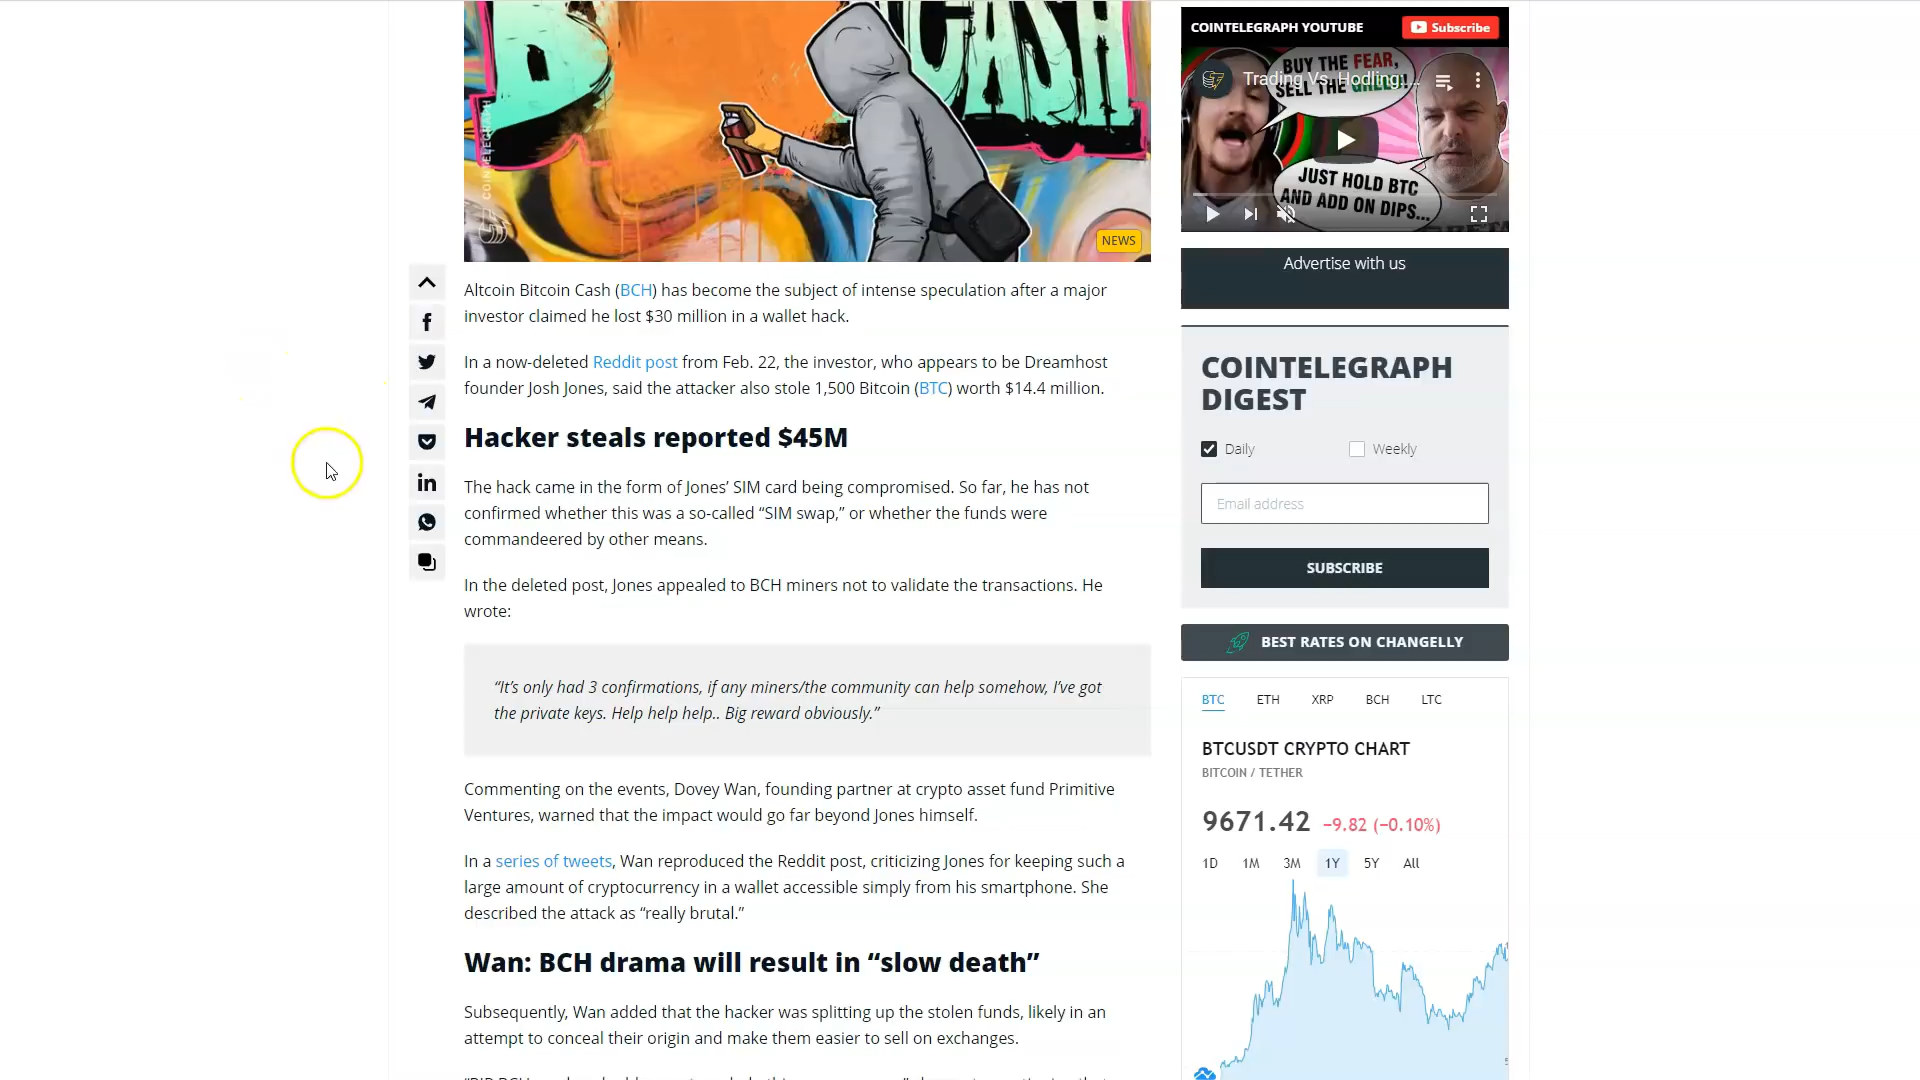 CASH
COINTELEGRAPH
NEWS
Altcoin Bitcoin Cash (BCH) has become the subject of intense speculation after a major
investor claimed he lost $30 million in a wallet hack.
In a now-deleted Reddit post from Feb. 22, the investor, who appears to be Dreamhost
founder Josh Jones, said the attacker also stole 1,500 Bitcoin (BTC) worth $14.4 million.
Hacker steals reported $45M
The hack came in the form of Jones’ SIM card being compromised. So far, he has not
confirmed whether this was a so-called “SIM swap,” or whether the funds were
commandeered by other means.
In the deleted post, Jones appealed to BCH miners not to validate the transactions. He
wrote:
“It’s only had 3 confirmations, if any miners/the community can help somehow, I’ve got
the private keys. Help help help.. Big reward obviously.”
Commenting on the events, Dovey Wan, founding partner at crypto asset fund Primitive
Ventures, warned that the impact would go far beyond Jones himself.
In a series of tweets, Wan reproduced the Reddit post, criticizing Jones for keeping such a
large amount of cryptocurrency in a wallet accessible simply from his smartphone. She
described the attack as “really brutal.”
Wan: BCH drama will result in “slow death”
Subsequently, Wan added that the hacker was splitting up the stolen funds, likely in an
attempt to conceal their origin and make them easier to sell on exchanges.
COINTELEGRAPH YOUTUBE
Subscribe
Trading Vs. Hodling:...
BUY THE FEAR,
SELL THE GREED!
JUST HOLD BTC
AND ADD ON DIPS...
Advertise with us
COINTELEGRAPH
DIGEST
Daily Weekly
Email address
SUBSCRIBE
BEST RATES ON CHANGELLY
BTC ETH XRP BCH LTC
BTCUSDT CRYPTO CHART
BITCOIN / TETHER
9671.42 −9.82 (−0.10%)
1D 1M 3M 1Y 5Y All